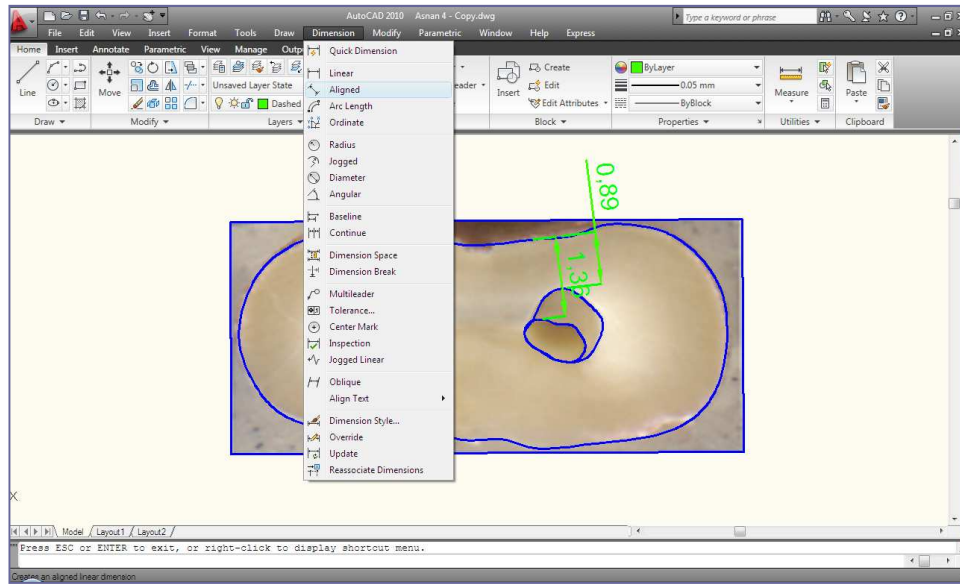 AutoCAD 2010 Asnan 4 - Copy.dwg
Type a keyword or phrase
File Edit View Insert Format Tools Draw Dimension Modify Parametric Window Help Express
Home Insert Annotate Parametric View Manage Outp
Line
Move
Unsaved Layer State
Dashed
eader
Insert
Create
Edit
Edit Attributes
ByLayer
0.05 mm
ByBlock
Measure
Paste
Draw Modify Layers Block Properties Utilities Clipboard
Quick Dimension
Linear
Aligned
Arc Length
Ordinate
Radius
Jogged
Diameter
Angular
Baseline
Continue
Dimension Space
Dimension Break
Multileader
Tolerance...
Center Mark
Inspection
Jogged Linear
Oblique
Align Text
Dimension Style...
Override
Update
Reassociate Dimensions
0,89
1,36
X
Model Layout1 Layout2
Press ESC or ENTER to exit, or right-click to display shortcut menu.
Creates an aligned linear dimension